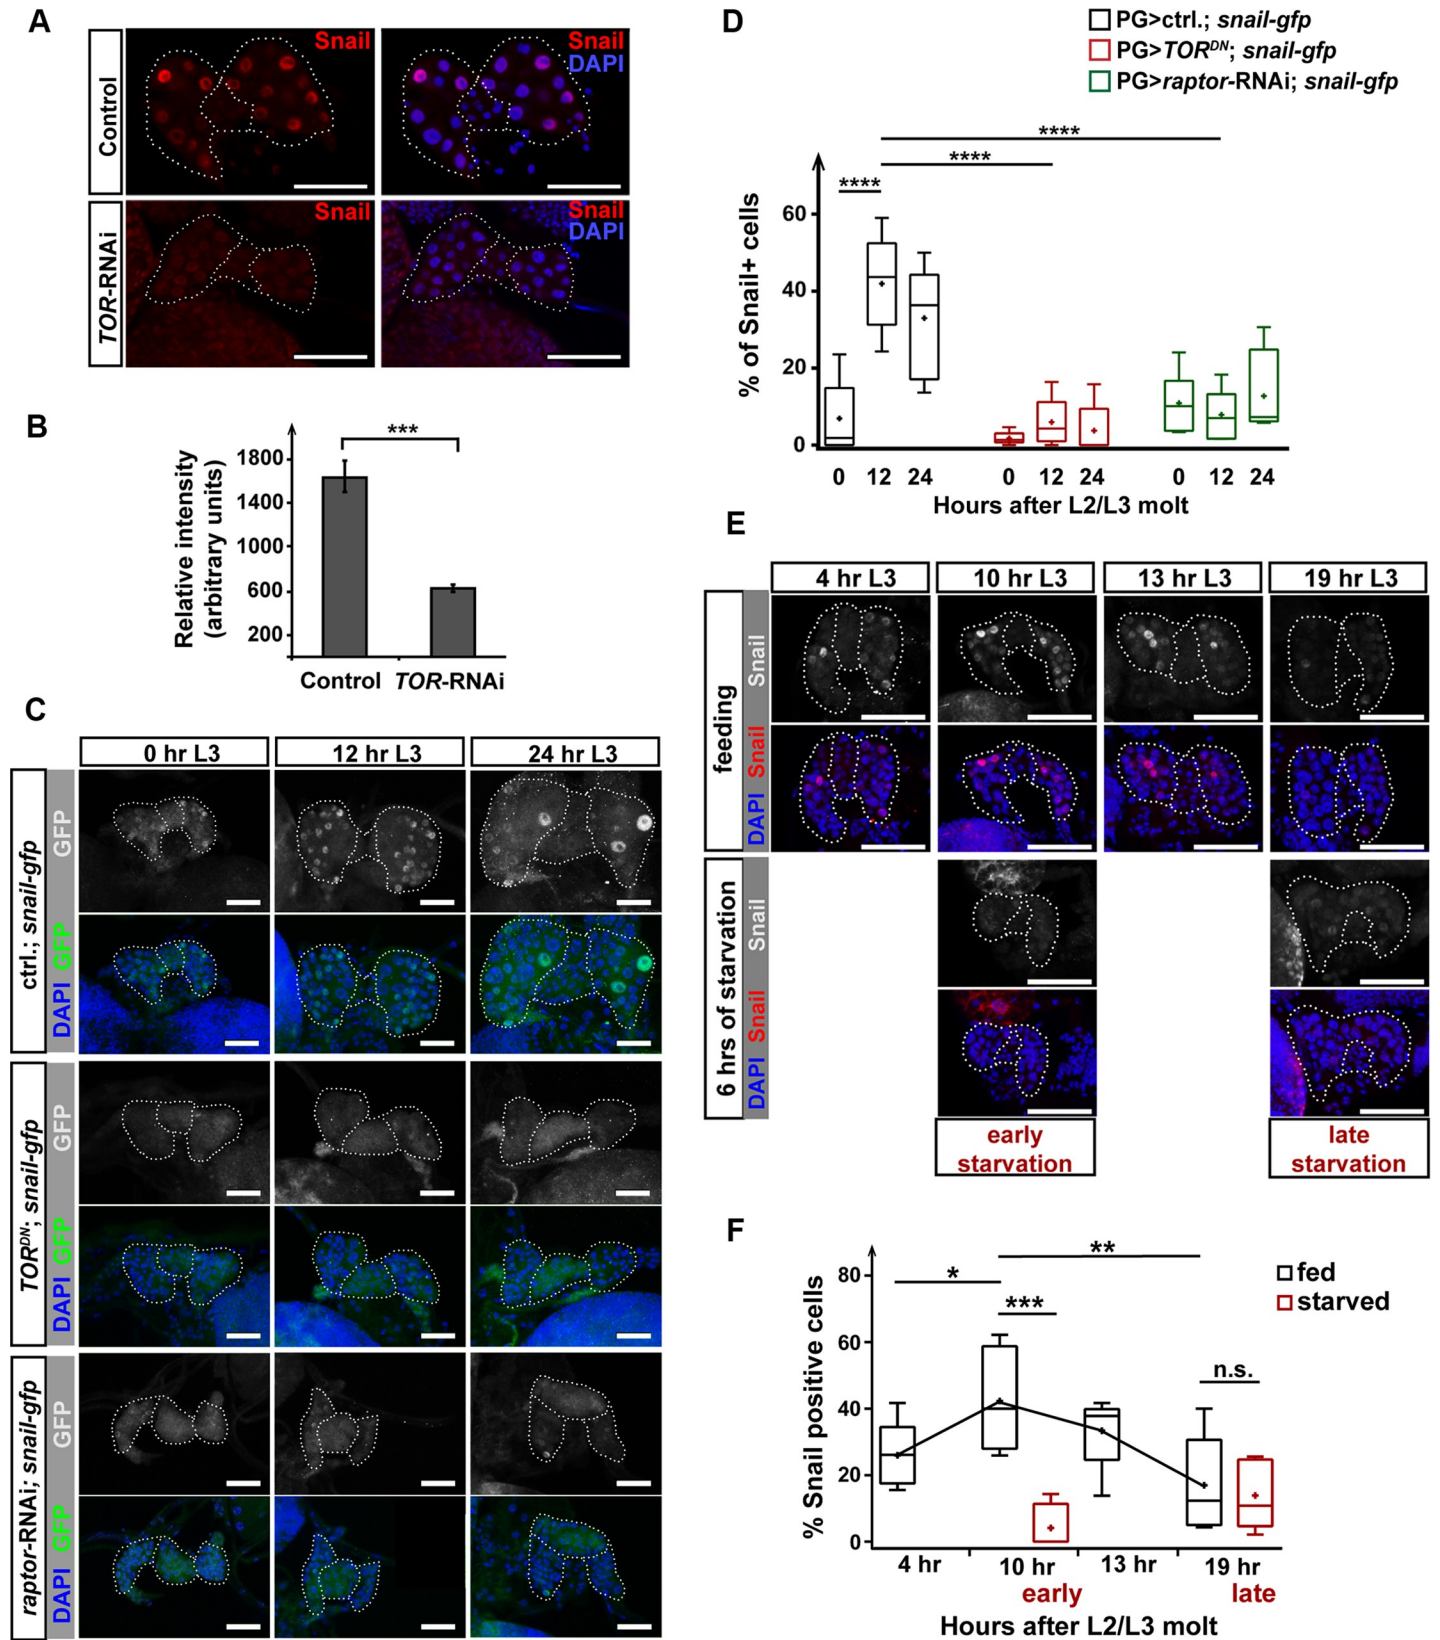 A
Control
Snail
Snail
DAPI
TOR-RNAi
Snail
Snail
DAPI
B
***
Relative intensity
(arbitrary units)
1800
1400
1000
600
200
Control TOR-RNAi
C
0 hr L3 12 hr L3 24 hr L3
ctrl.; snail-gfp
GFP
DAPI GFP
TORDN; snail-gfp
GFP
DAPI GFP
raptor-RNAi; snail-gfp
GFP
DAPI GFP
D
PG>ctrl.; snail-gfp
PG>TORDN; snail-gfp
PG>raptor-RNAi; snail-gfp
****
****
****
% of Snail+ cells
60
40
20
0
0 12 24 0 12 24 0 12 24
Hours after L2/L3 molt
E
4 hr L3 10 hr L3 13 hr L3 19 hr L3
feeding
Snail
DAPI Snail
6 hrs of starvation
Snail
DAPI Snail
early
starvation
late
starvation
F
fed
starved
**
*
***
n.s.
% Snail positive cells
80
60
40
20
0
4 hr 10 hr 13 hr 19 hr
early late
Hours after L2/L3 molt